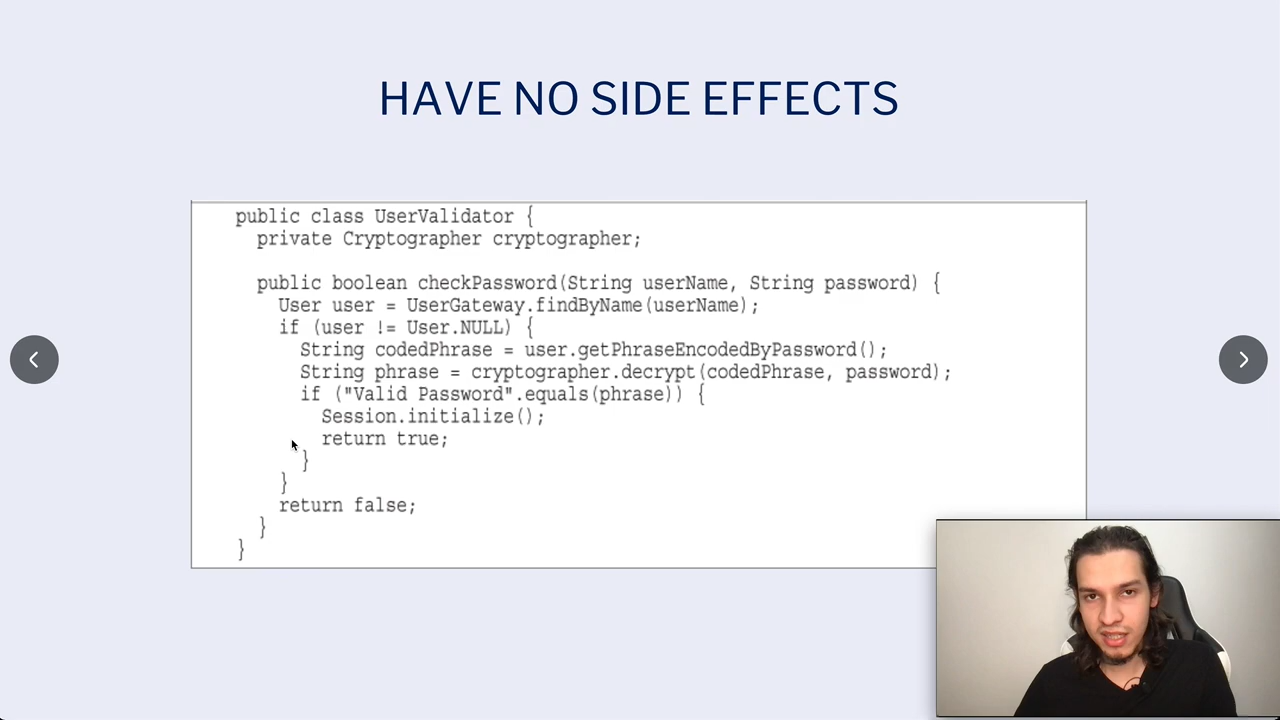 HAVE NO SIDE EFFECTS
public class UserValidator {
private Cryptographer cryptographer;
public boolean checkPassword(String userName, String password) {
User user = UserGateway.findByName(userName);
if (user != User.NULL) {
String codedPhrase = user.getPhraseEncodedByPassword();
String phrase = cryptographer.decrypt(codedPhrase, password);
if ("Valid Password".equals(phrase)) {
Session.initialize();
return true;
}
}
return false;
}
}